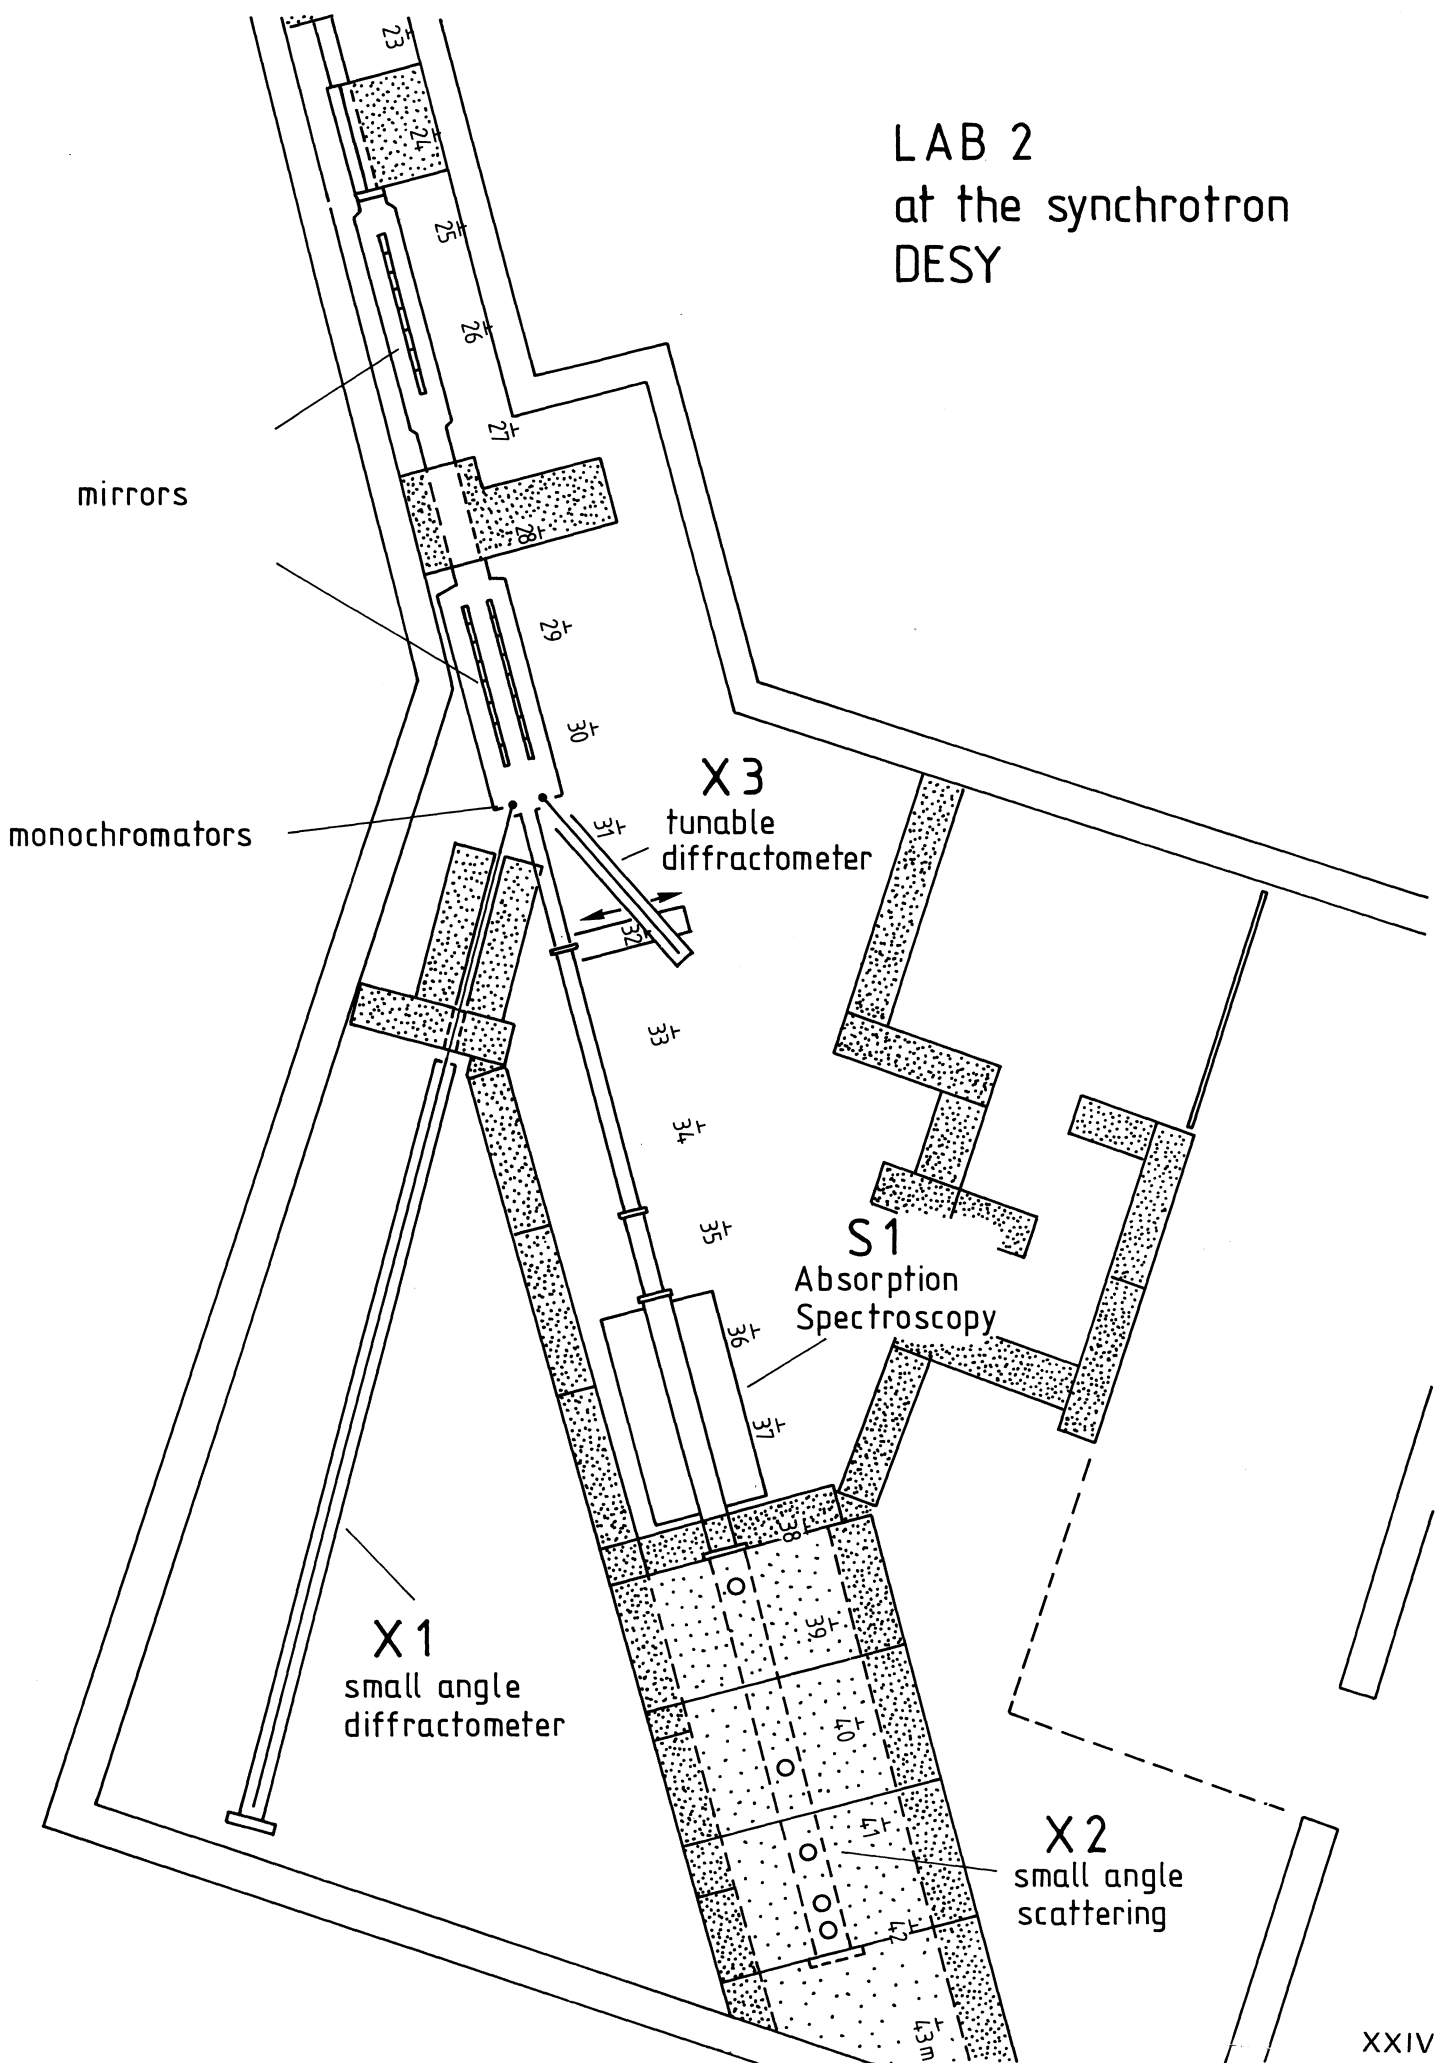 23
LAB 2
24
at the synchrotron
25
DESY
26
27
mirrors
28
29
30
X3
31
tunable
monochromators
diffractometer
32
33
34
35
S1
Absorption
Spectroscopy
36
37
38
39
X1
small angle
diffractometer
40
41
X2
small angle
scattering
42
43m
XXIV